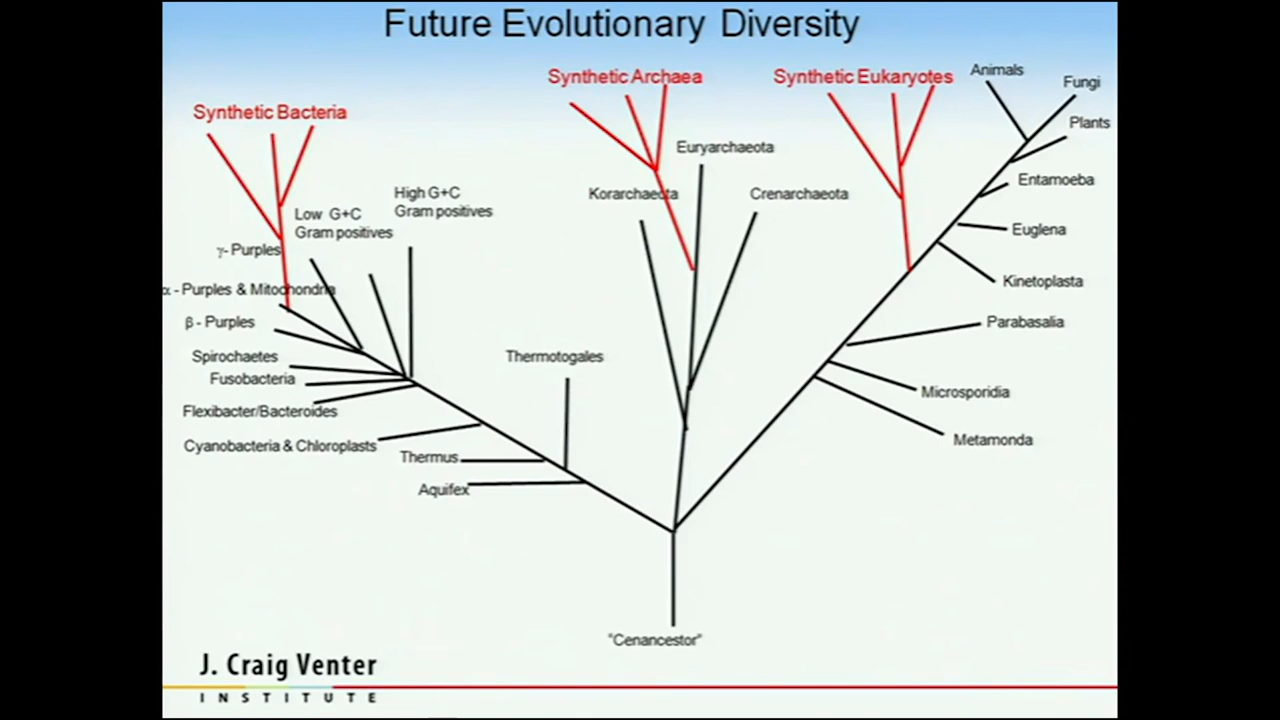 Future Evolutionary Diversity
Synthetic Bacteria
Synthetic Archaea
Synthetic Eukaryotes
Animals
Fungi
Plants
Entamoeba
Euglena
Kinetoplasta
Parabasalia
Microsporidia
Metamonda
Euryarchaeota
Korarchaeota
Crenarchaeota
High G+C
Gram positives
Low G+C
Gram positives
γ- Purples
α - Purples & Mitochondria
β - Purples
Spirochaetes
Fusobacteria
Flexibacter/Bacteroides
Cyanobacteria & Chloroplasts
Thermotogales
Thermus
Aquifex
"Cenancestor"
J. Craig Venter
INSTITUTE